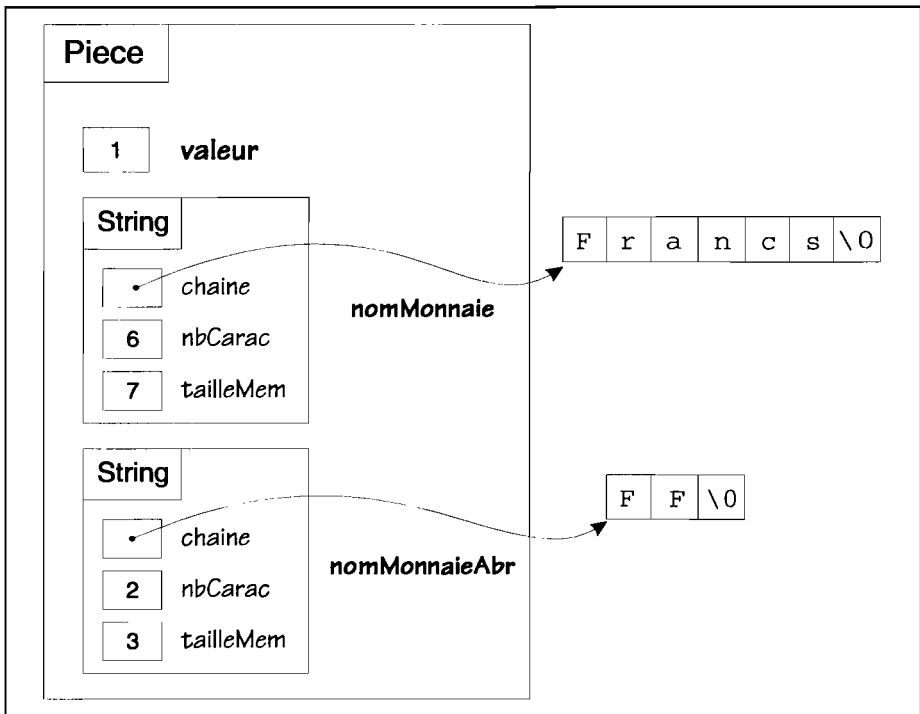 Piece
1 valeur
String
chaine
nomMonnaie
6 nbCarac
7 tailleMem
F r a n c s \0
String
chaine
nomMonnaieAbr
2 nbCarac
3 tailleMem
F F \0